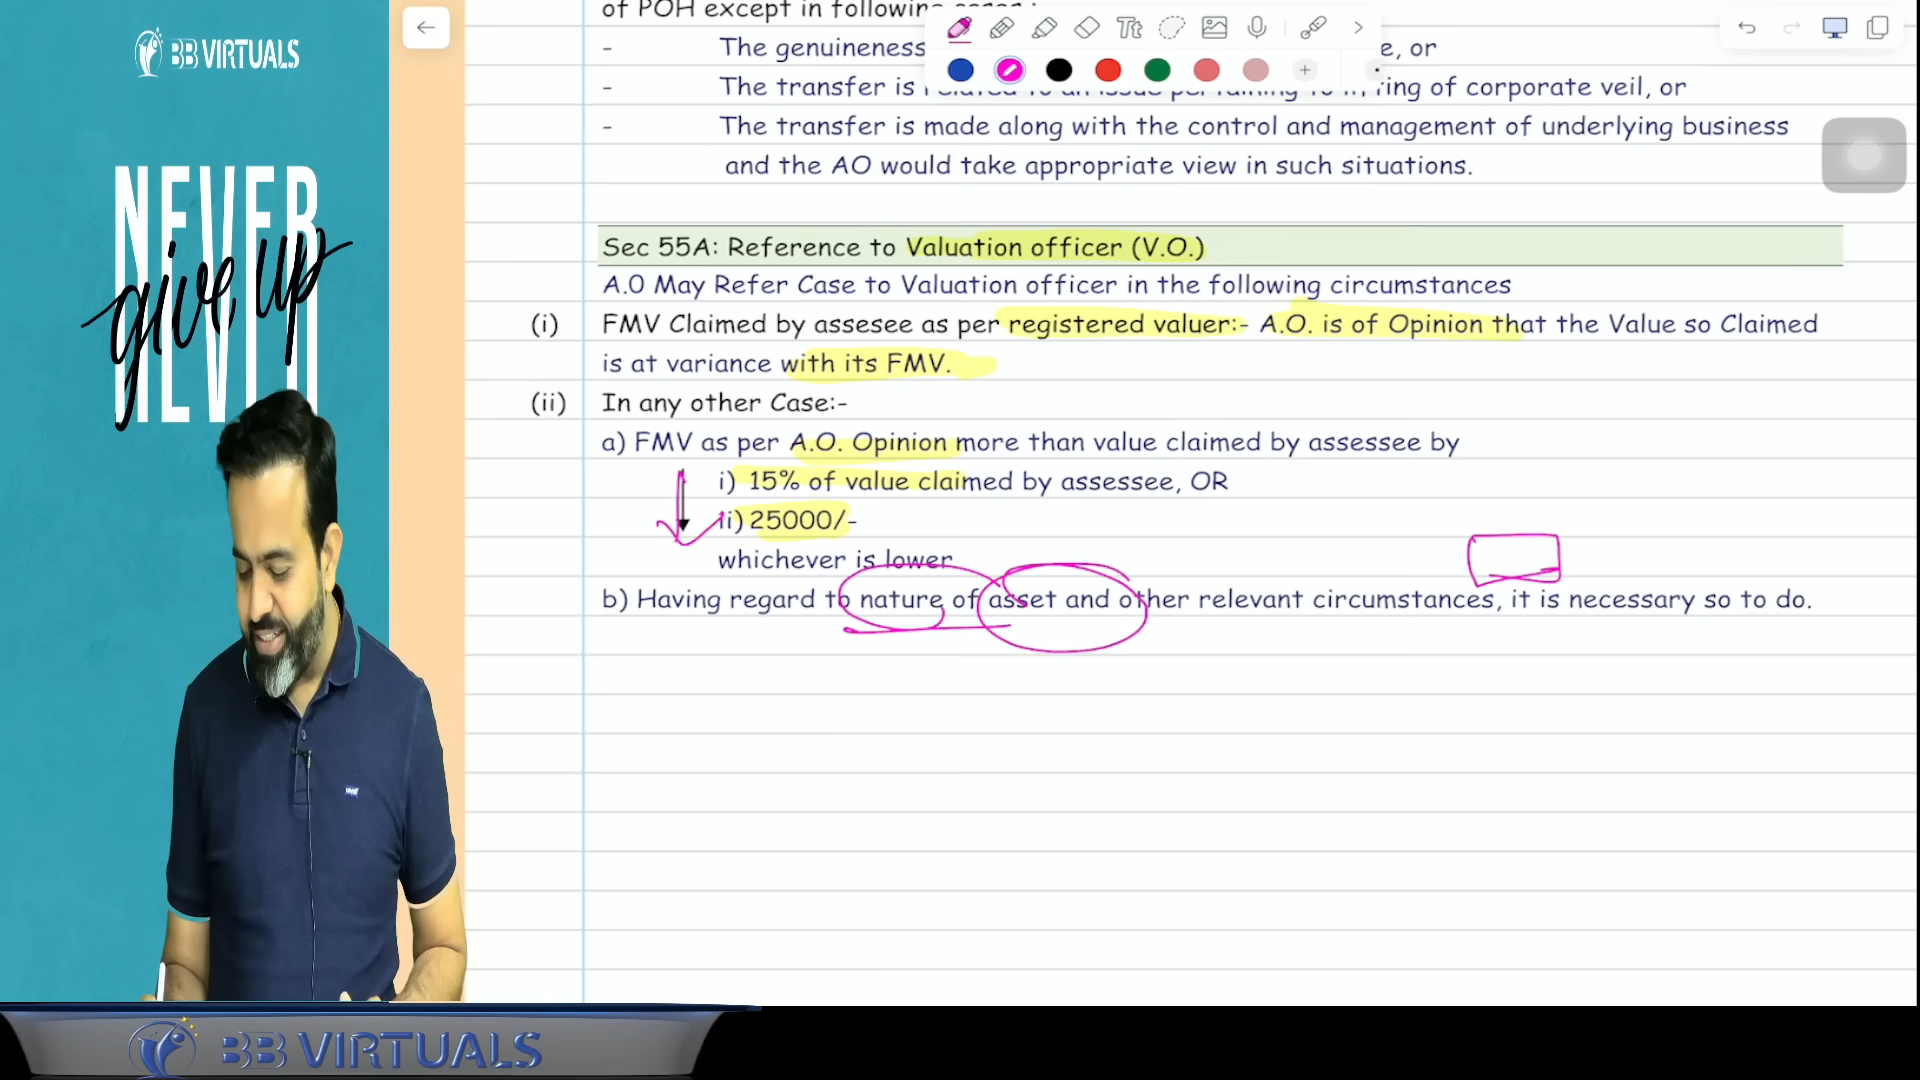 BB VIRTUALS
NEVER
give up
of POH except in following
- The genuineness e, or
- The transfer is related to an issue pertaining to ring of corporate veil, or
- The transfer is made along with the control and management of underlying business
and the AO would take appropriate view in such situations.
Sec 55A: Reference to Valuation officer (V.O.)
A.O May Refer Case to Valuation officer in the following circumstances
(i) FMV Claimed by assesee as per registered valuer:- A.O. is of Opinion that the Value so Claimed
is at variance with its FMV.
(ii) In any other Case:-
a) FMV as per A.O. Opinion more than value claimed by assessee by
i) 15% of value claimed by assessee, OR
ii) 25000/-
whichever is lower
b) Having regard to nature of asset and other relevant circumstances, it is necessary so to do.
BB VIRTUALS